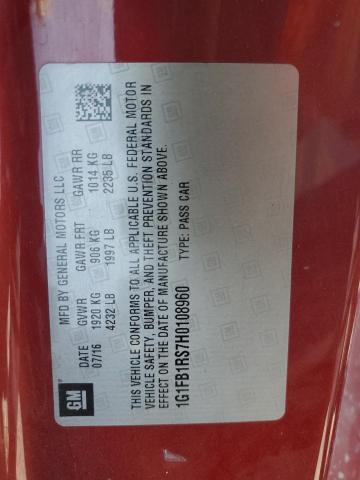 MFD BY GENERAL MOTORS LLC
DATE GVWR GAWR FRT GAWR RR
07/16 1920 KG 906 KG 1014 KG
4232 LB 1997 LB 2235 LB
THIS VEHICLE CONFORMS TO ALL APPLICABLE U.S. FEDERAL MOTOR
VEHICLE SAFETY, BUMPER, AND THEFT PREVENTION STANDARDS IN
EFFECT ON THE DATE OF MANUFACTURE SHOWN ABOVE.
1G1FB1RS7H0108960 TYPE: PASS CAR
GM